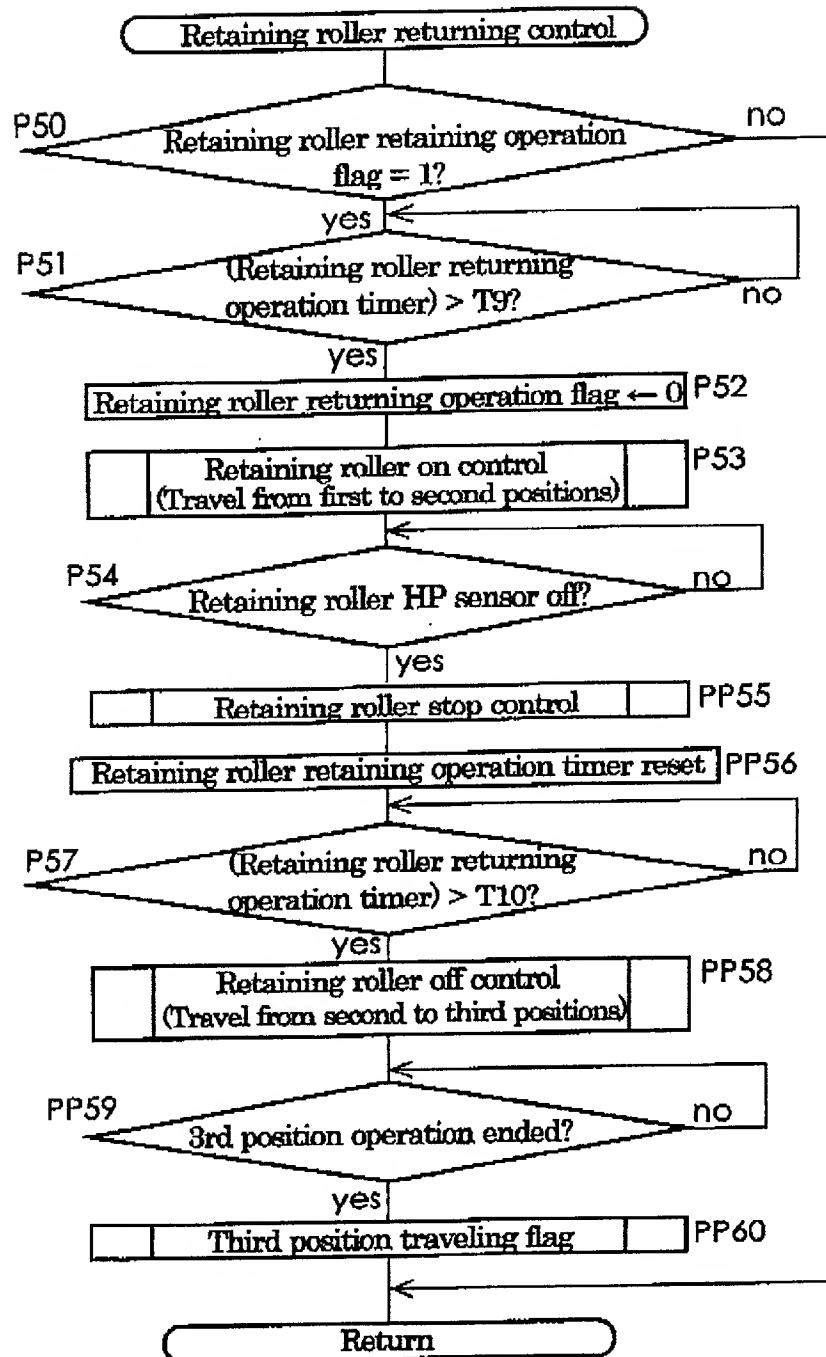 Retaining roller returning control
P50
no
Retaining roller retaining operation
flag = 1?
yes
P51
(Retaining roller returning
operation timer) > T9?
no
yes
Retaining roller returning operation flag ← 0
P52
Retaining roller on control
(Travel from first to second positions)
P53
P54
Retaining roller HP sensor off?
no
yes
Retaining roller stop control
PP55
Retaining roller retaining operation timer reset
PP56
P57
(Retaining roller returning
operation timer) > T10?
no
yes
Retaining roller off control
(Travel from second to third positions)
PP58
PP59
3rd position operation ended?
no
yes
Third position traveling flag
PP60
Return